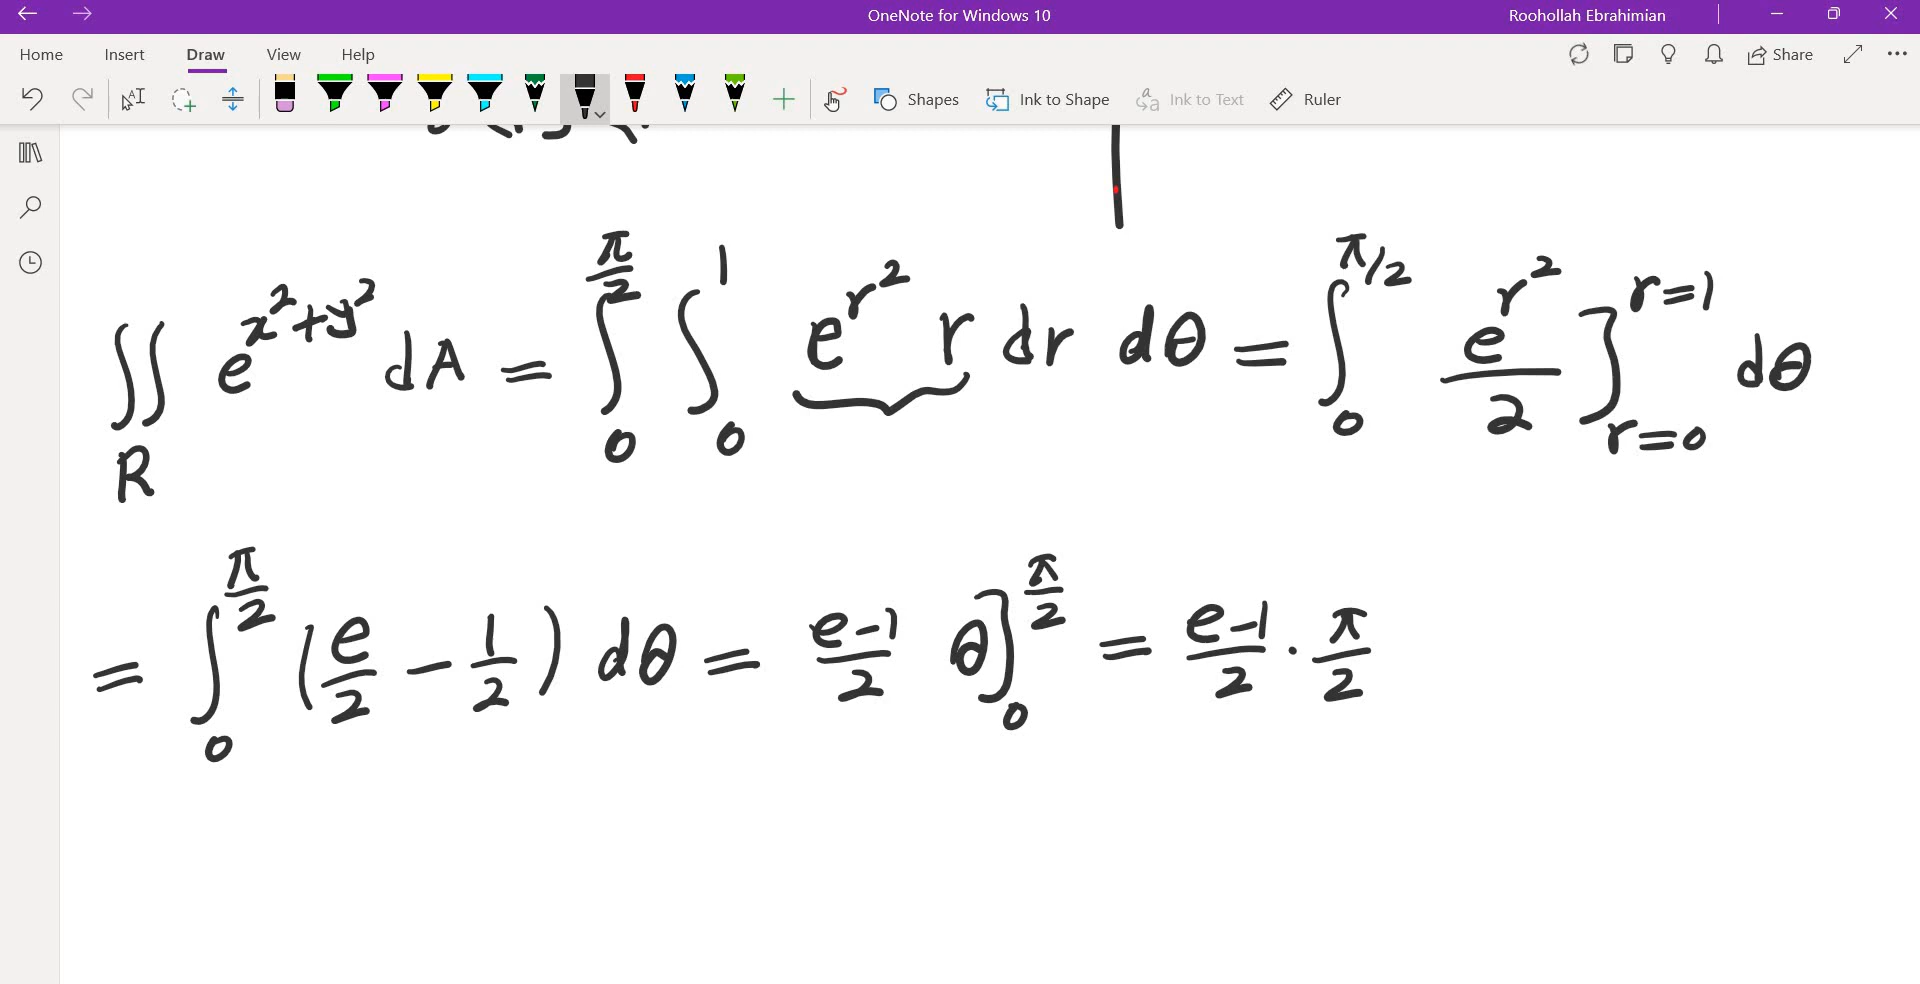 OneNote for Windows 10
Roohollah Ebrahimian
Home Insert Draw View Help
Share
Shapes Ink to Shape Ink to Text Ruler
∬_R e^{x²+y²} dA = ∫_0^{π/2} ∫_0^1 e^{r²} r dr dθ = ∫_0^{π/2} e^{r²}/2 ]_{r=0}^{r=1} dθ
= ∫_0^{π/2} (e/2 - 1/2) dθ = (e-1)/2 θ]_0^{π/2} = (e-1)/2 · π/2